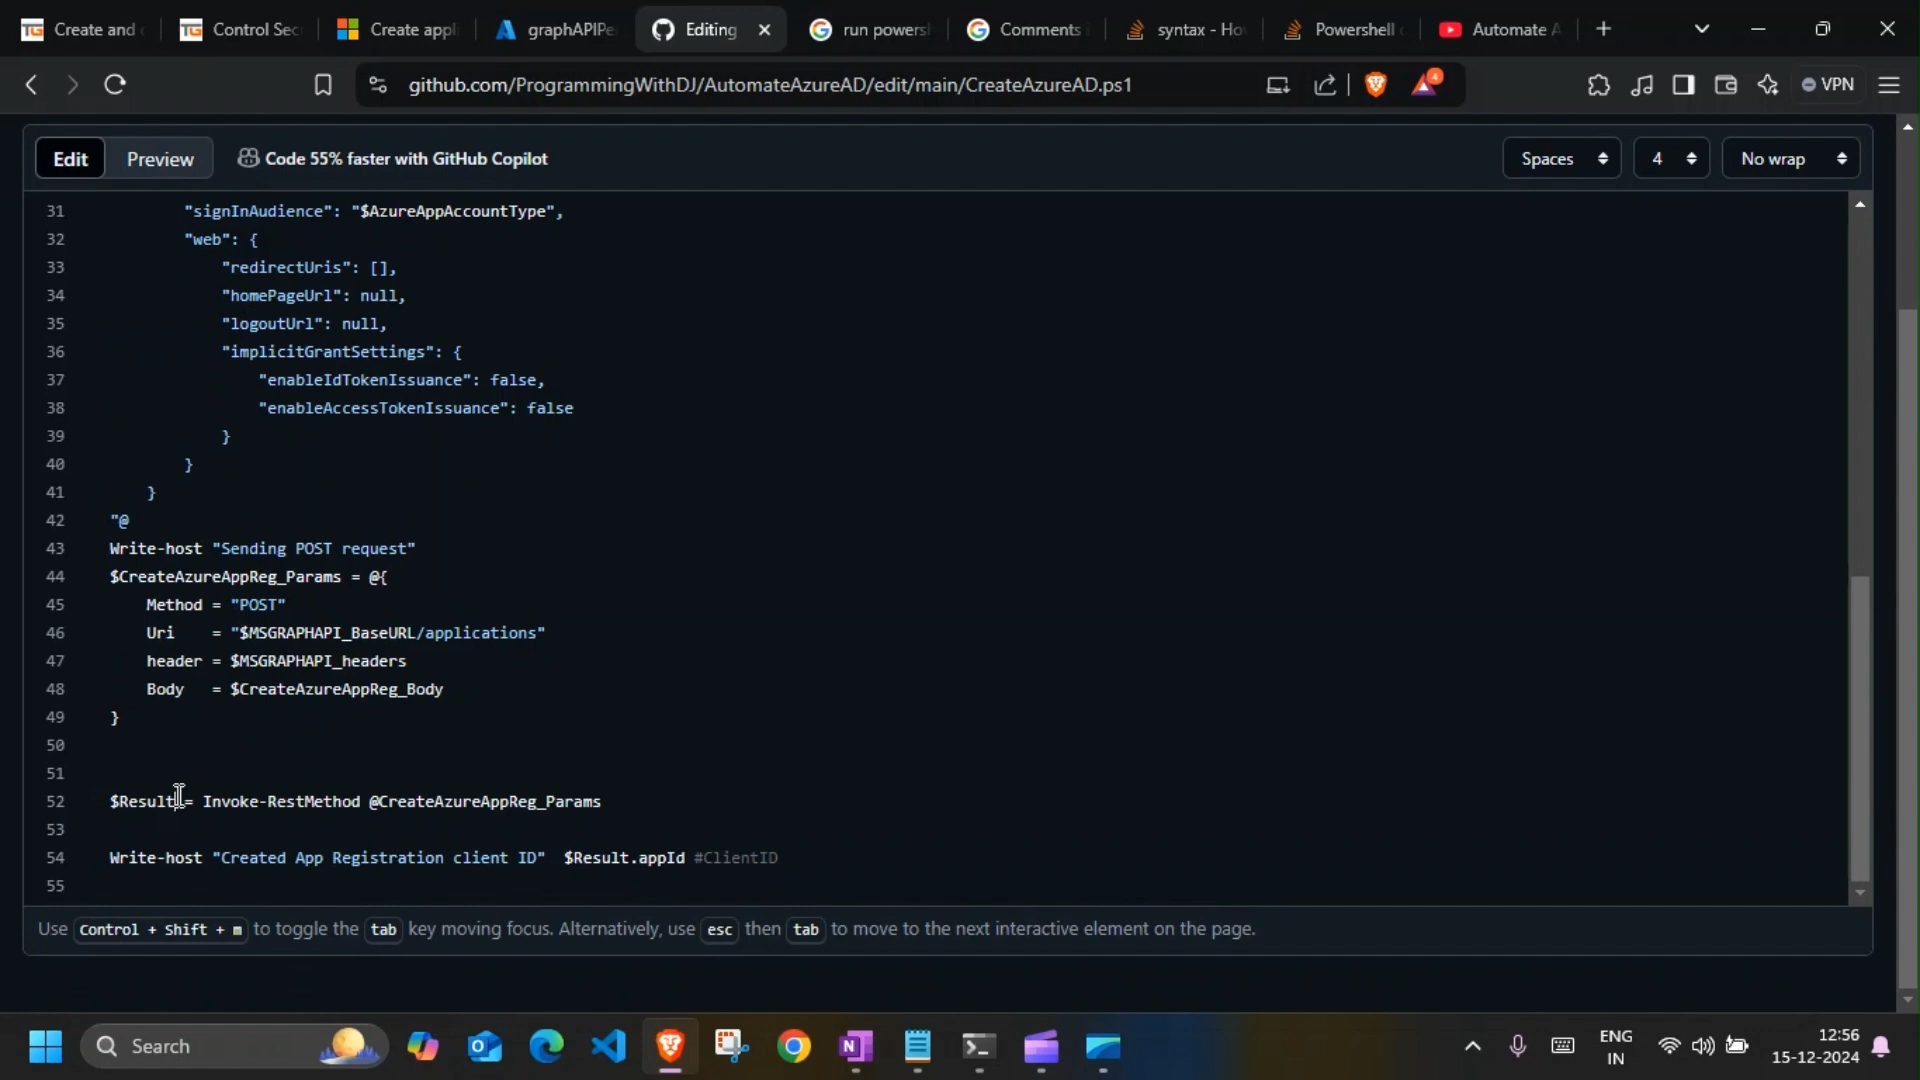 Create and
Control Sec
Create appl
graphAPIPe
Editing
run powers
Comments
syntax - Ho
Powershell
Automate A
github.com/ProgrammingWithDJ/AutomateAzureAD/edit/main/CreateAzureAD.ps1
4
VPN
Edit
Preview
Code 55% faster with GitHub Copilot
Spaces
4
No wrap
31 "signInAudience": "$AzureAppAccountType",
32 "web": {
33 "redirectUris": [],
34 "homePageUrl": null,
35 "logoutUrl": null,
36 "implicitGrantSettings": {
37 "enableIdTokenIssuance": false,
38 "enableAccessTokenIssuance": false
39 }
40 }
41 }
42 "@
43 Write-host "Sending POST request"
44 $CreateAzureAppReg_Params = @{
45 Method = "POST"
46 Uri    = "$MSGRAPHAPI_BaseURL/applications"
47 header = $MSGRAPHAPI_headers
48 Body   = $CreateAzureAppReg_Body
49 }
50
51
52 $Result = Invoke-RestMethod @CreateAzureAppReg_Params
53
54 Write-host "Created App Registration client ID"  $Result.appId #ClientID
55
Use Control + Shift + m to toggle the tab key moving focus. Alternatively, use esc then tab to move to the next interactive element on the page.
Search
ENG
IN
12:56
15-12-2024